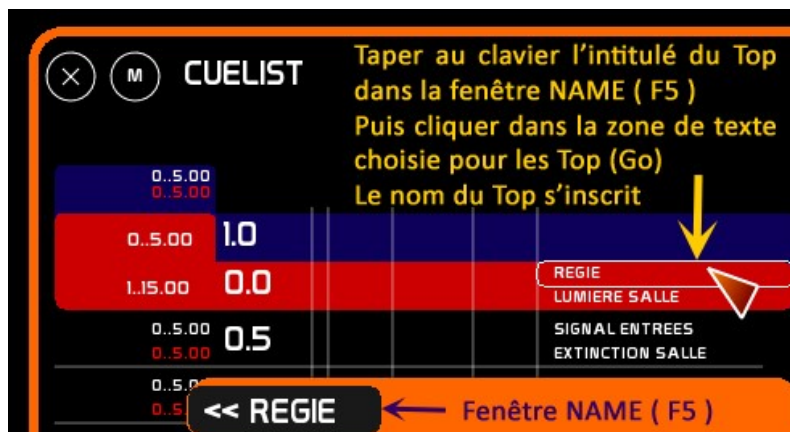 M CUELIST
Taper au clavier l’intitulé du Top
dans la fenêtre NAME ( F5 )
Puis cliquer dans la zone de texte
choisie pour les Top (Go)
Le nom du Top s’inscrit
0..5.00
0..5.00
0..5.00 1.0
1..15.00 0.0
REGIE
LUMIERE SALLE
0..5.00
0..5.00
0.5
SIGNAL ENTREES
EXTINCTION SALLE
<< REGIE
Fenêtre NAME ( F5 )